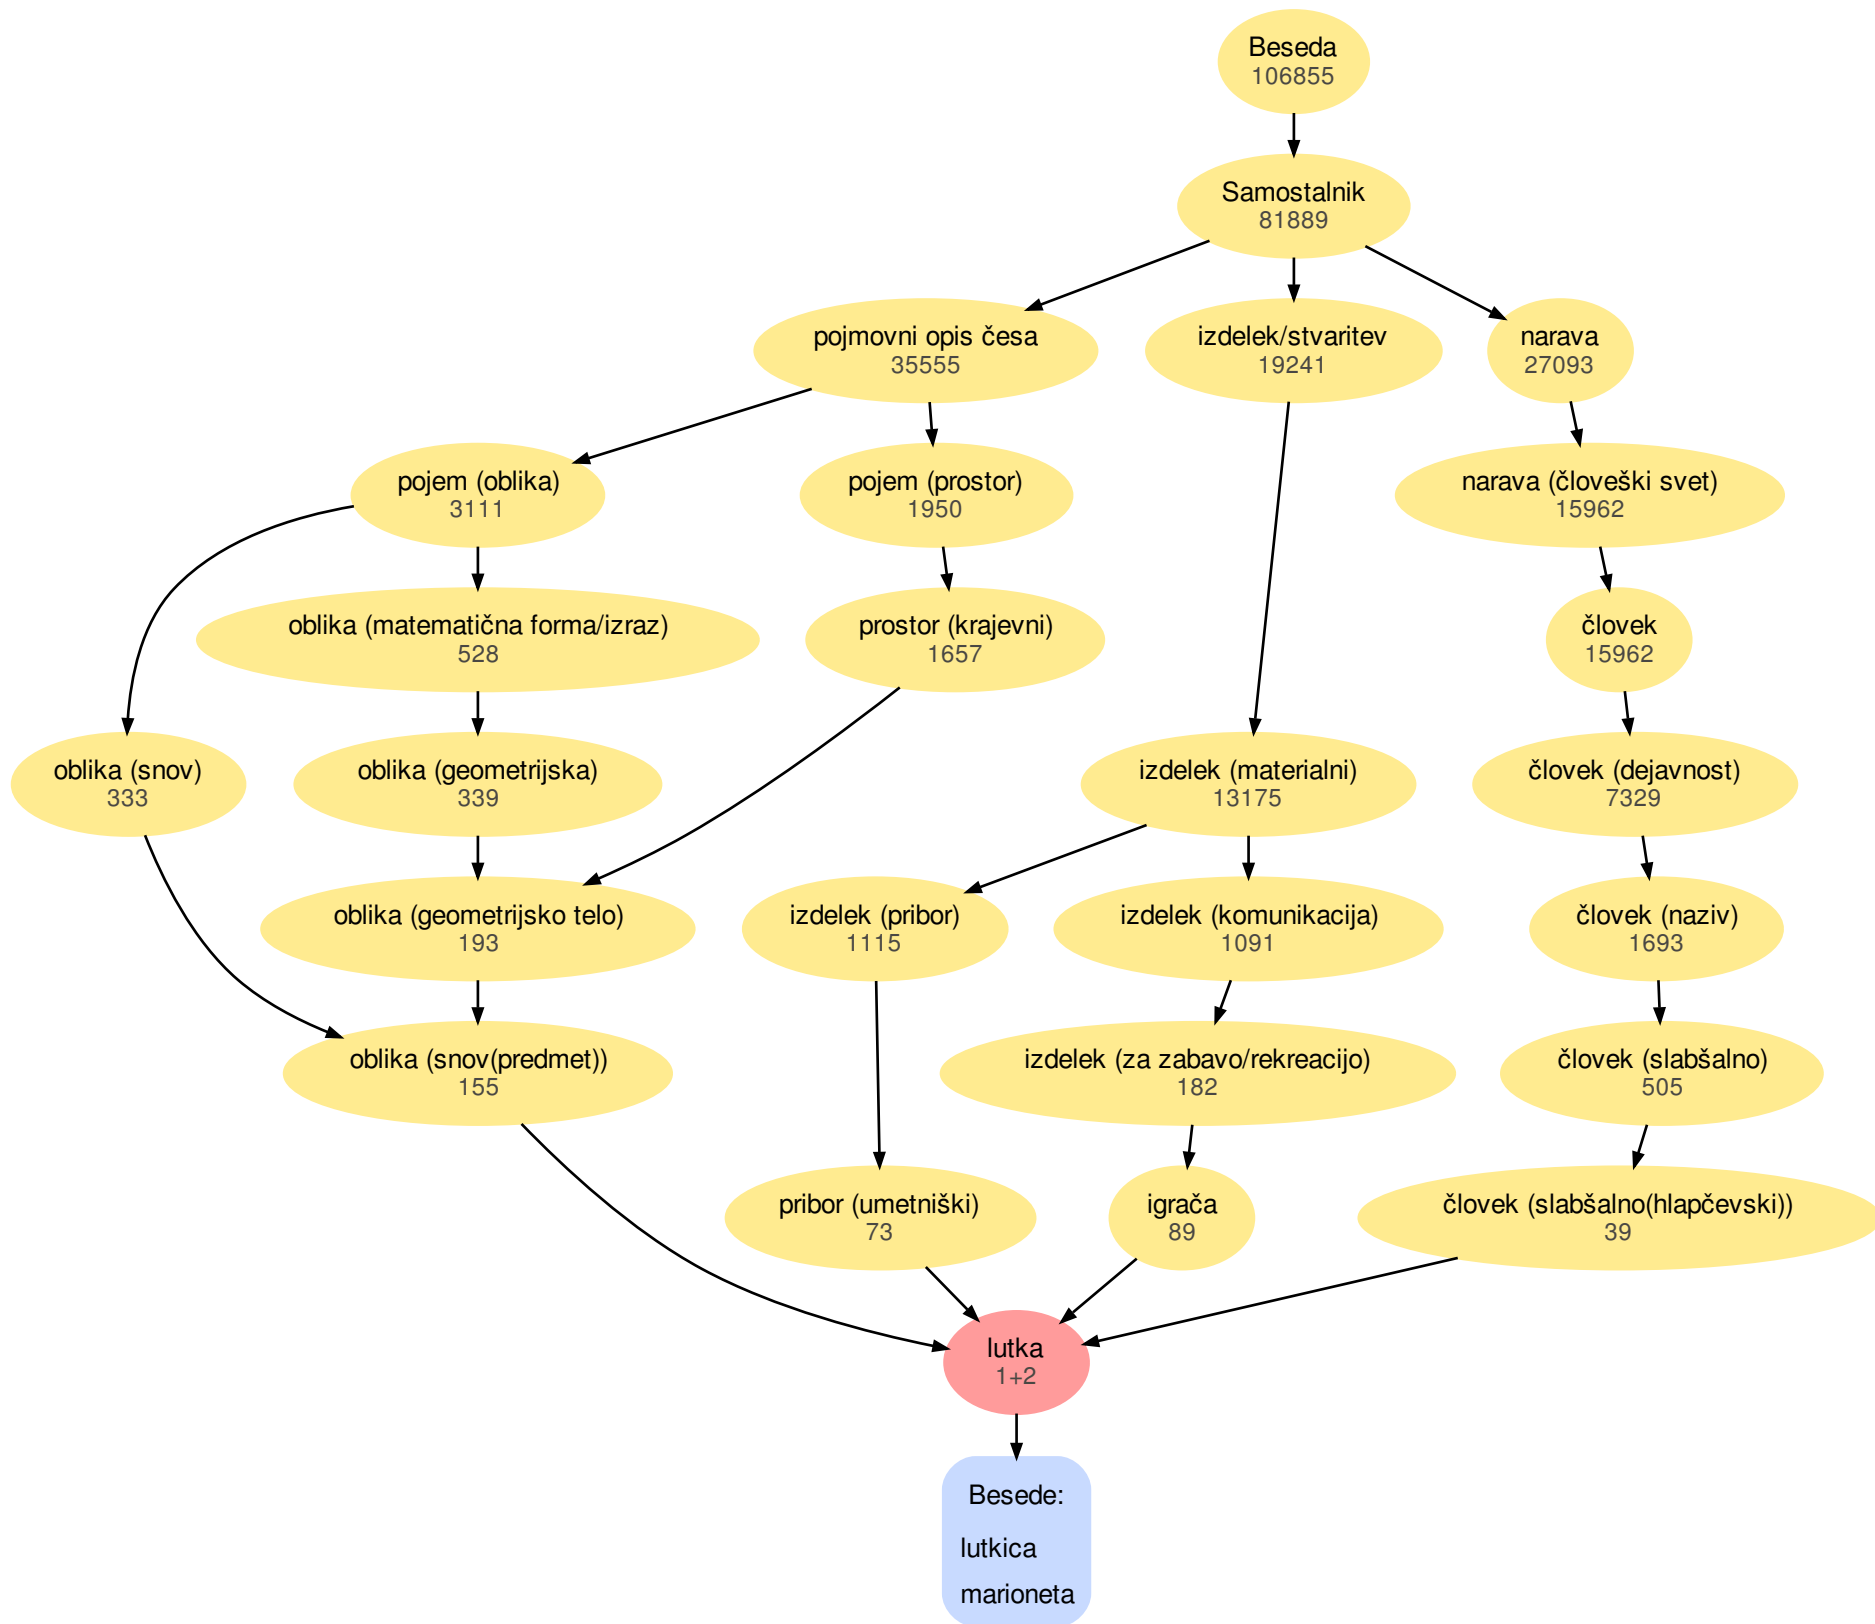 Beseda
106855
Samostalnik
81889
pojmovni opis česa
35555
izdelek/stvaritev
19241
narava
27093
pojem (oblika)
3111
pojem (prostor)
1950
narava (človeški svet)
15962
oblika (matematična forma/izraz)
528
prostor (krajevni)
1657
človek
15962
oblika (snov)
333
oblika (geometrijska)
339
izdelek (materialni)
13175
človek (dejavnost)
7329
oblika (geometrijsko telo)
193
izdelek (pribor)
1115
izdelek (komunikacija)
1091
človek (naziv)
1693
oblika (snov(predmet))
155
izdelek (za zabavo/rekreacijo)
182
človek (slabšalno)
505
pribor (umetniški)
73
igrača
89
človek (slabšalno(hlapčevski))
39
lutka
1+2
Besede:
lutkica
marioneta